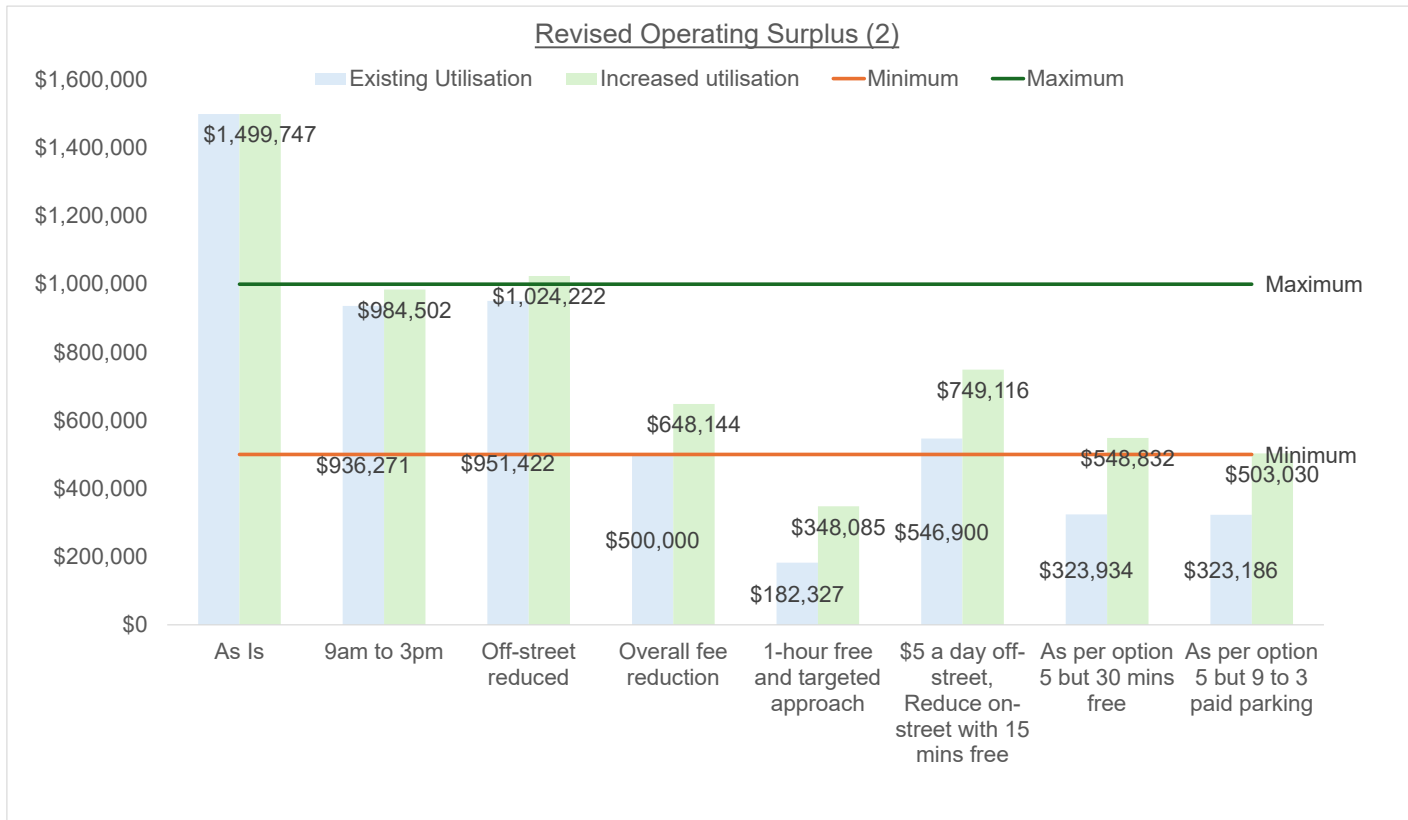 Revised Operating Surplus (2)
Existing Utilisation
Increased utilisation
Minimum
Maximum
$1,600,000
$1,400,000
$1,200,000
$1,000,000
$800,000
$600,000
$400,000
$200,000
$0
$1,499,747
$936,271
$984,502
$951,422
$1,024,222
$500,000
$648,144
$182,327
$348,085
$546,900
$749,116
$323,934
$548,832
$323,186
$503,030
Maximum
Minimum
As Is
9am to 3pm
Off-street
reduced
Overall fee
reduction
1-hour free
and targeted
approach
$5 a day off-
street,
Reduce on-
street with 15
mins free
As per option
5 but 30 mins
free
As per option
5 but 9 to 3
paid parking